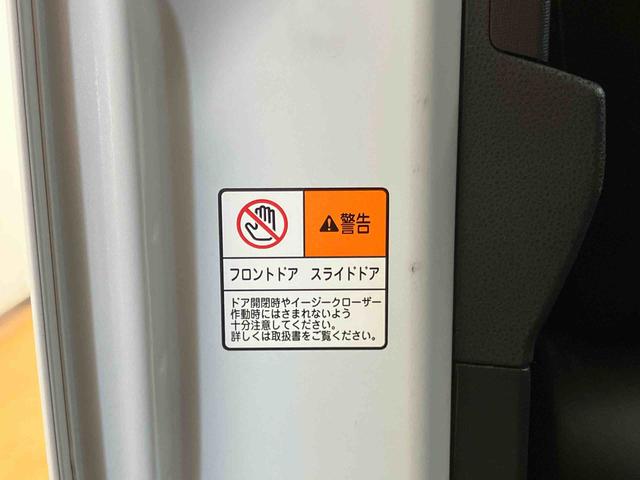 警告
フロントドア スライドドア
ドア開閉時やイージークローザー
作動時にはさまれないよう
十分注意してください。
詳しくは取扱書をご覧ください。